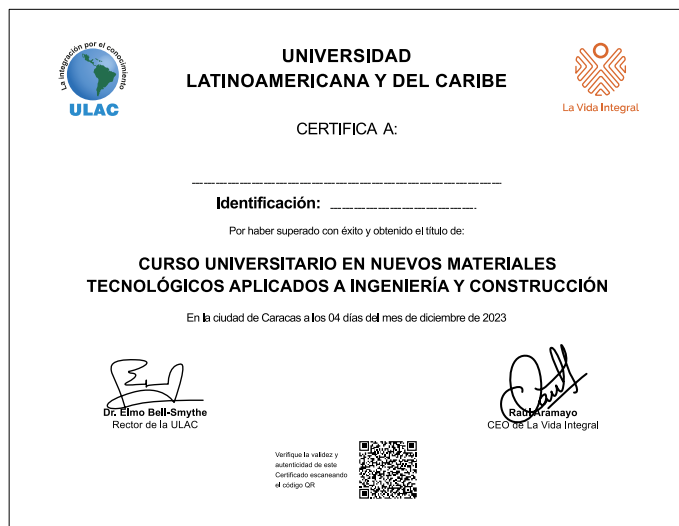 La integración por el conocimiento
ULAC
UNIVERSIDAD
LATINOAMERICANA Y DEL CARIBE
La Vida Integral
CERTIFICA A:
Identificación:
Por haber superado con éxito y obtenido el título de:
CURSO UNIVERSITARIO EN NUEVOS MATERIALES
TECNOLÓGICOS APLICADOS A INGENIERÍA Y CONSTRUCCIÓN
En la ciudad de Caracas a los 04 días del mes de diciembre de 2023
Dr. Elmo Bell-Smythe
Rector de la ULAC
Raúl Aramayo
CEO de La Vida Integral
Verifique la validez y
autenticidad de este
Certificado escaneando
el código QR